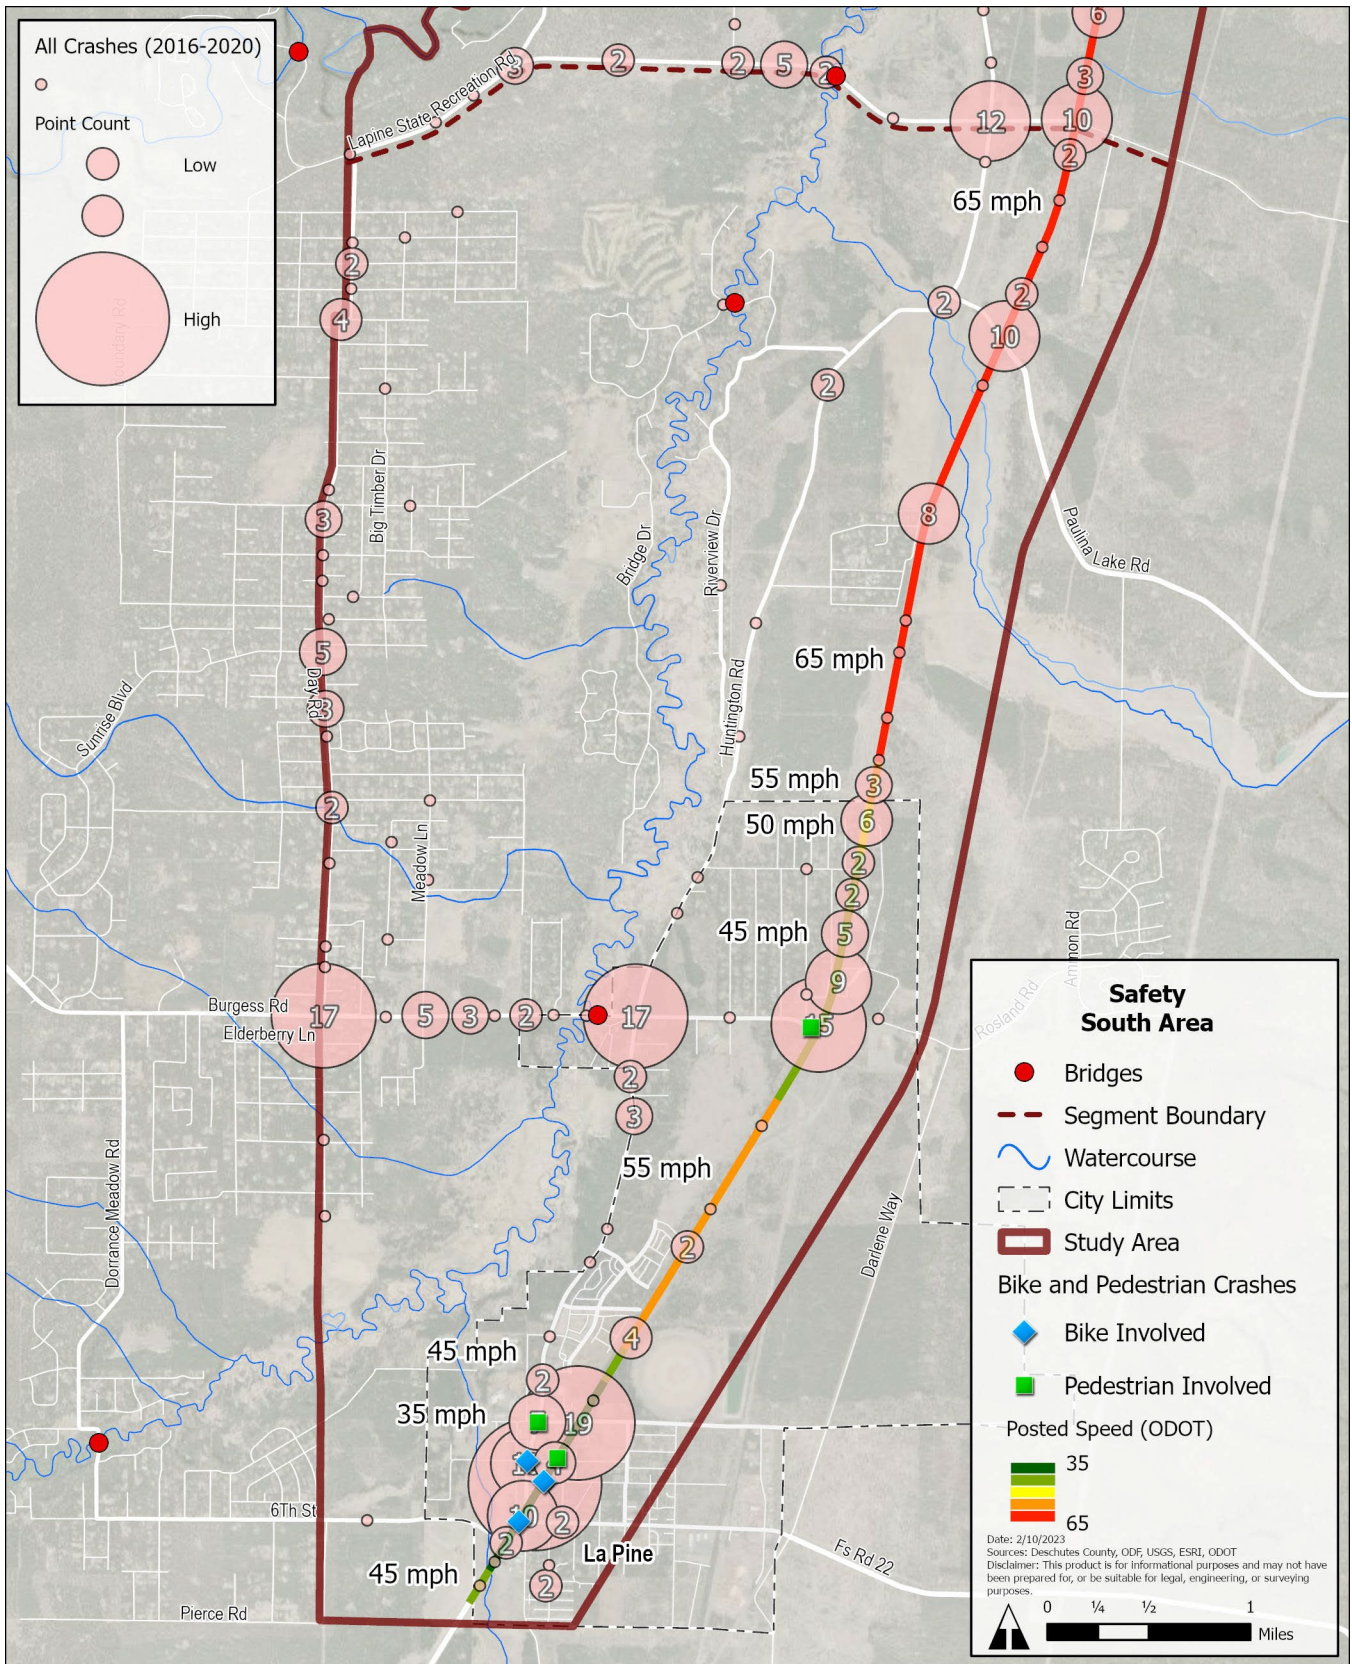 All Crashes (2016-2020)
Point Count
Low
High
6
3
2
2
5
2
3
12
10
2
Lapine State Recreation Rd
65 mph
2
4
2
2
10
2
Boundary Rd
Big Timber Dr
Bridge Dr
Riverview Dr
Huntington Rd
8
Paulina Lake Rd
3
5
Day Rd
3
Sunrise Blvd
65 mph
55 mph
3
50 mph
6
2
2
2
Meadow Ln
45 mph
5
9
Burgess Rd
Elderberry Ln
17
5
3
2
17
15
2
3
55 mph
Ammon Rd
Rosland Rd
Darlene Way
Dorrance Meadow Rd
2
4
45 mph
2
35 mph
19
10
2
2
6Th St
La Pine
45 mph
2
Pierce Rd
Fs Rd 22
Safety
South Area
Bridges
Segment Boundary
Watercourse
City Limits
Study Area
Bike and Pedestrian Crashes
Bike Involved
Pedestrian Involved
Posted Speed (ODOT)
35
65
Date: 2/10/2023
Sources: Deschutes County, ODF, USGS, ESRI, ODOT
Disclaimer: This product is for informational purposes and may not have
been prepared for, or be suitable for legal, engineering, or surveying
purposes.
0 ¼ ½ 1
Miles